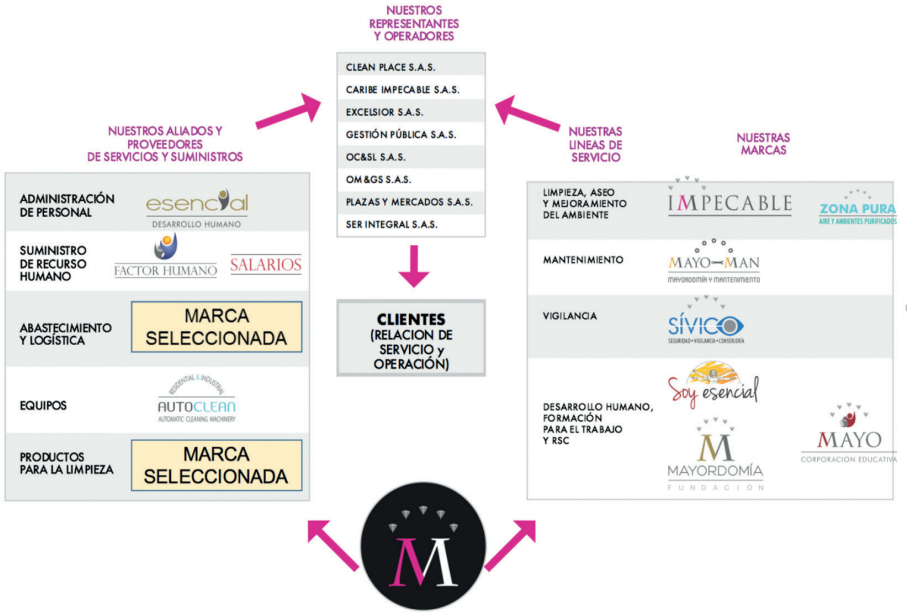 NUESTROS
REPRESENTANTES
Y OPERADORES
CLEAN PLACE S.A.S.
CARIBE IMPECABLE S.A.S.
EXCELSIOR S.A.S.
GESTIÓN PÚBLICA S.A.S.
OC&SL S.A.S.
OM&GS S.A.S.
PLAZAS Y MERCADOS S.A.S.
SER INTEGRAL S.A.S.
CLIENTES
(RELACION DE
SERVICIO y
OPERACIÓN)
NUESTROS ALIADOS Y
PROVEEDORES
DE SERVICIOS Y SUMINISTROS
ADMINISTRACIÓN
DE PERSONAL
esencial
DESARROLLO HUMANO
SUMINISTRO
DE RECURSO
HUMANO
FACTOR HUMANO
SALARIOS
ABASTECIMIENTO
Y LOGÍSTICA
MARCA
SELECCIONADA
EQUIPOS
RESIDENTIAL & INDUSTRIAL
AUTOCLEAN
AUTOMATIC CLEANING MACHINERY
PRODUCTOS
PARA LA LIMPIEZA
MARCA
SELECCIONADA
NUESTRAS
LINEAS DE
SERVICIO
NUESTRAS
MARCAS
LIMPIEZA, ASEO
Y MEJORAMIENTO
DEL AMBIENTE
IMPECABLE
ZONA PURA
AIRE Y AMBIENTES PURIFICADOS
MANTENIMIENTO
MAYO-MAN
MAYORDOMÍA Y MANTENIMIENTO
VIGILANCIA
SÍVICO
SEGURIDAD•VIGILANCIA•CONSERJERÍA
DESARROLLO HUMANO,
FORMACIÓN
PARA EL TRABAJO
Y RSC
Soy esencial
M
MAYORDOMÍA
FUNDACIÓN
MAYO
CORPORACION EDUCATIVA
M